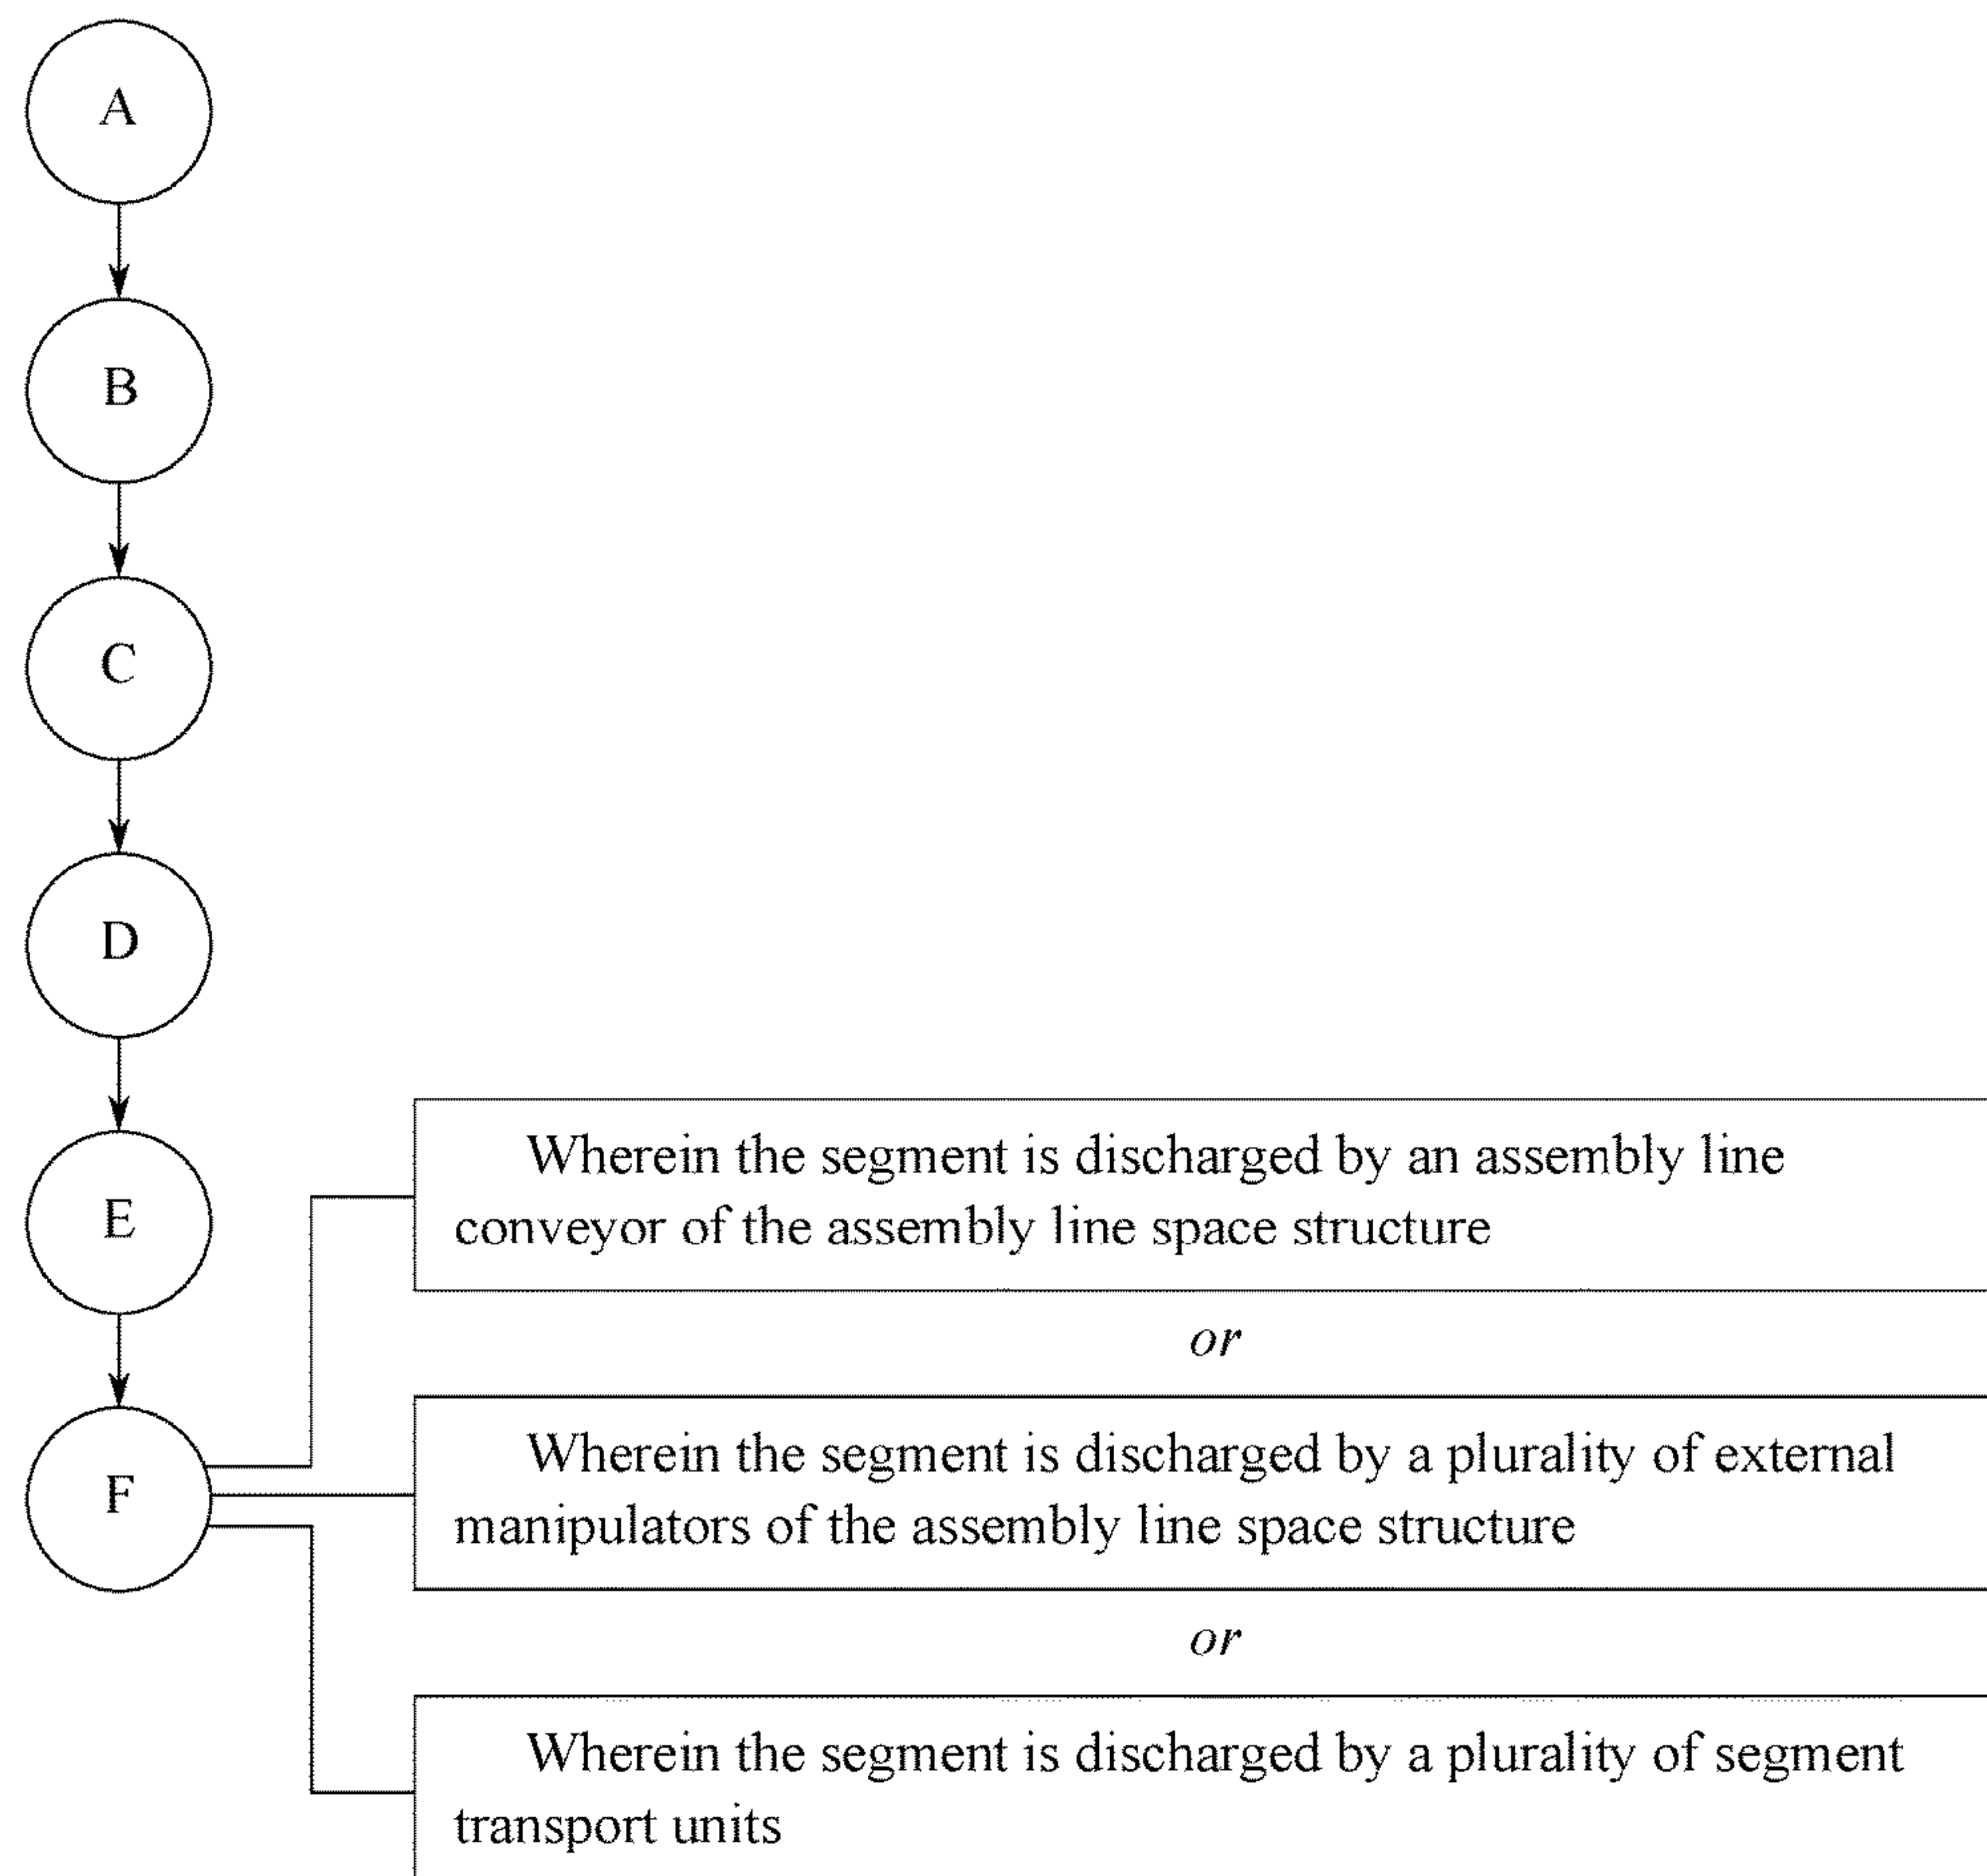 A
B
C
D
E
Wherein the segment is discharged by an assembly line
conveyor of the assembly line space structure
or
F
Wherein the segment is discharged by a plurality of external
manipulators of the assembly line space structure
or
Wherein the segment is discharged by a plurality of segment
transport units